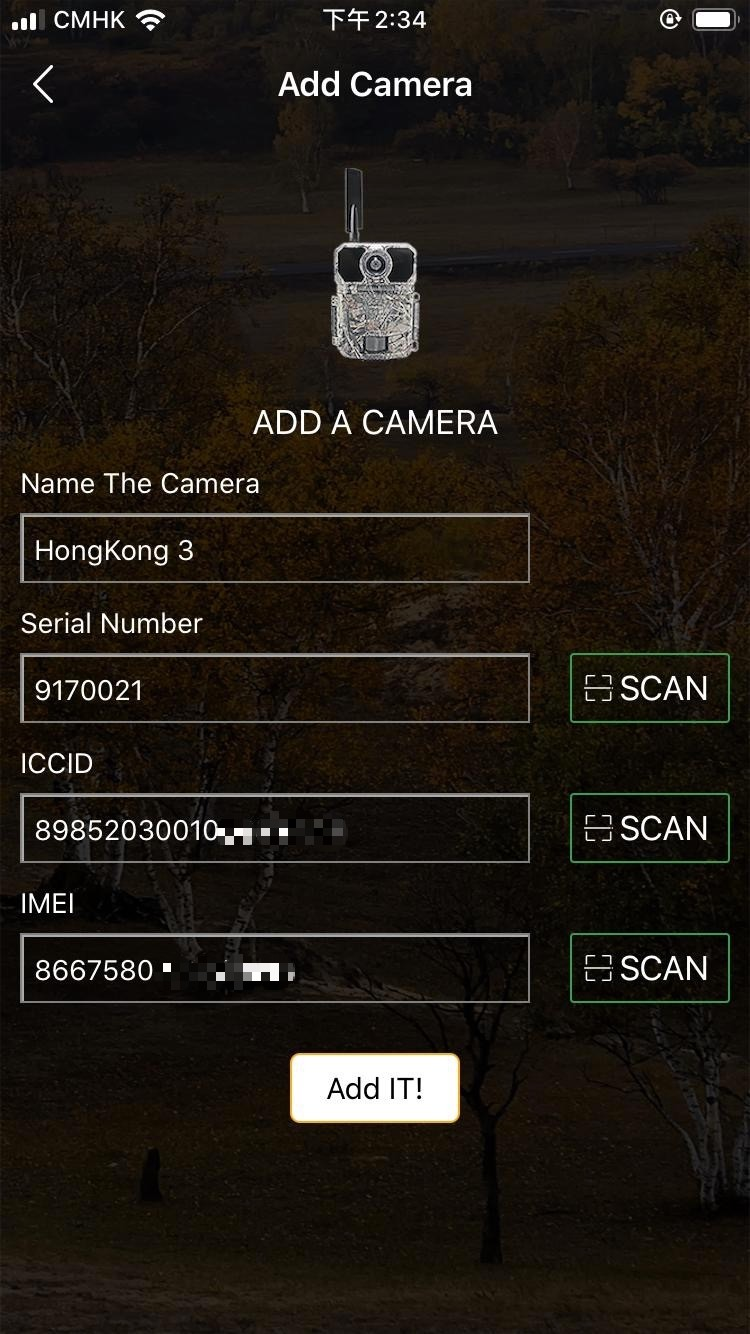 CMHK
下午2:34
Add Camera
ADD A CAMERA
Name The Camera
HongKong 3
Serial Number
9170021
SCAN
ICCID
89852030010
SCAN
IMEI
8667580
SCAN
Add IT!